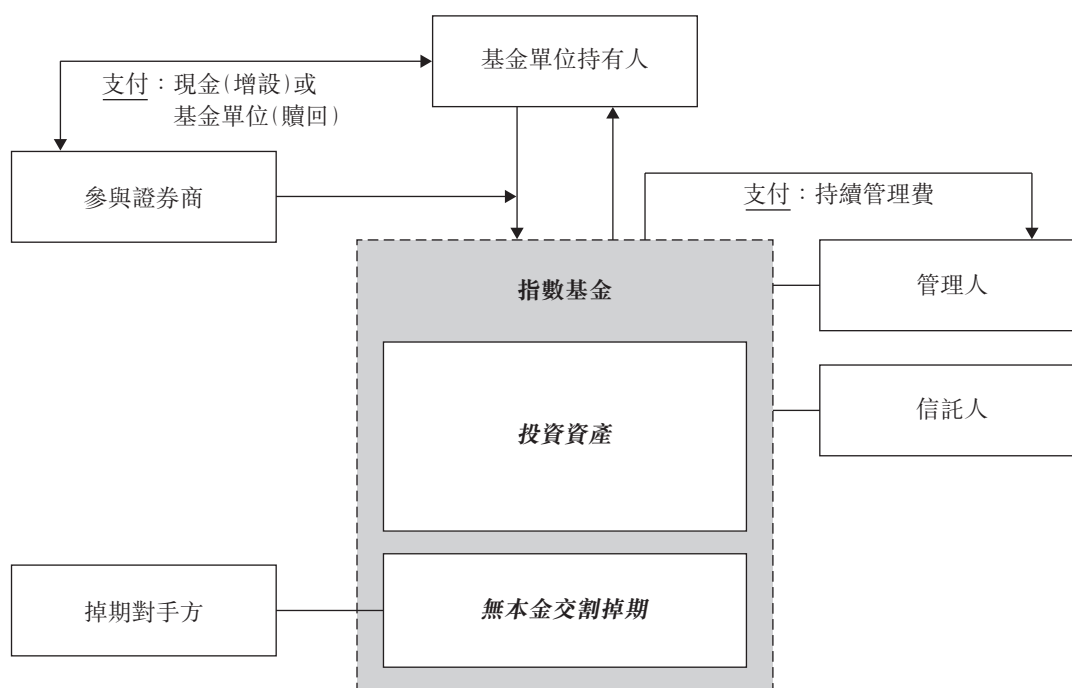 基金單位持有人
支付：現金(增設)或
基金單位(贖回)
參與證券商
支付：持續管理費
指數基金
管理人
投資資產
信託人
掉期對手方
無本金交割掉期